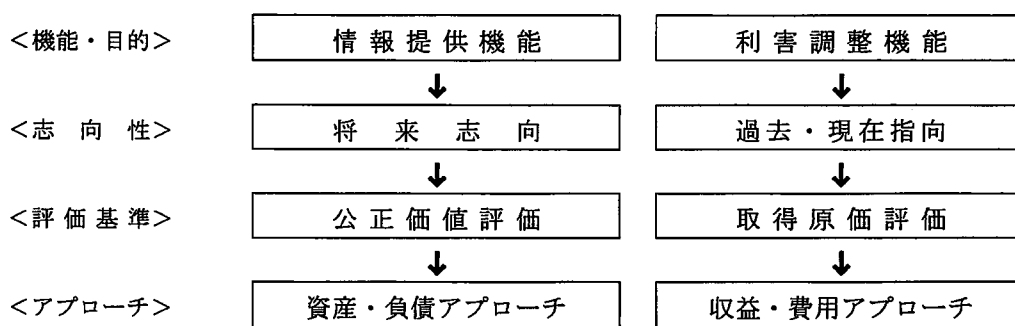 <機能・目的> 情報提供機能 利害調整機能
<志向性> 将来志向 過去・現在指向
<評価基準> 公正価値評価 取得原価評価
<アプローチ> 資産・負債アプローチ 収益・費用アプローチ